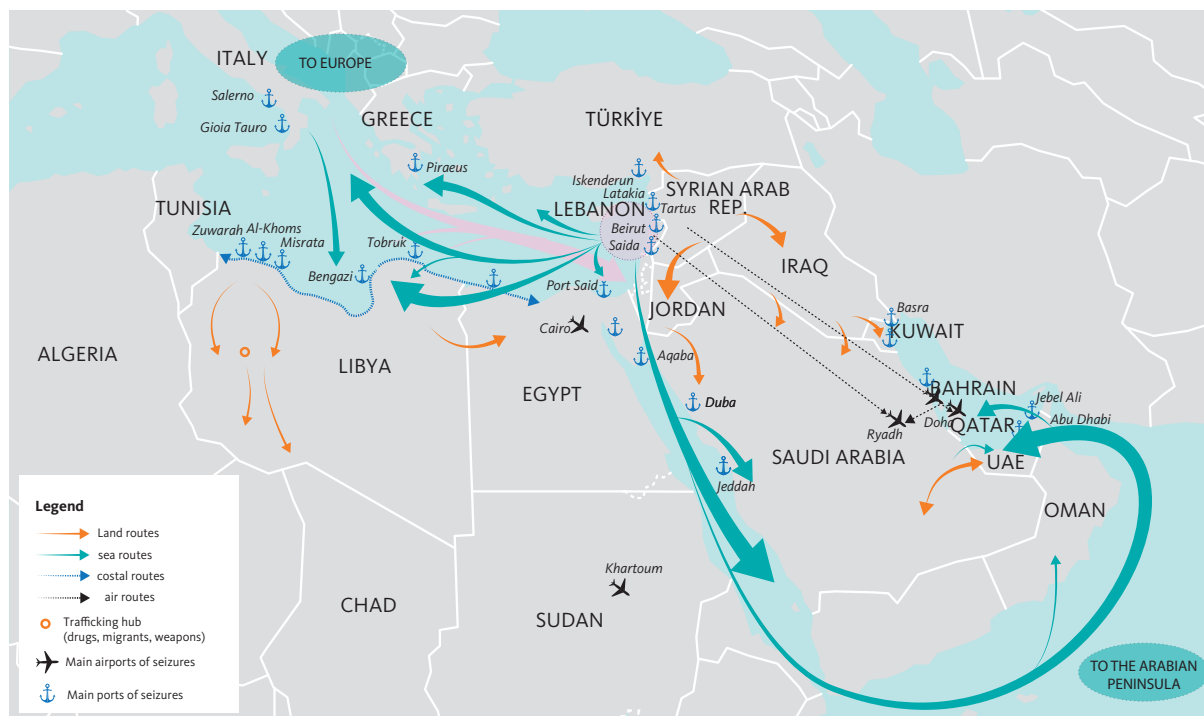 ITALY
TO EUROPE
Salerno
Gioia Tauro
GREECE
TÜRKİYE
Piraeus
Iskenderun
SYRIAN ARAB
REP.
Latakia
LEBANON
Tartus
Beirut
Saida
TUNISIA
Zuwarah
Al-Khoms
Misrata
Tobruk
Bengazi
IRAQ
Port Said
JORDAN
Basra
KUWAIT
Cairo
ALGERIA
LIBYA
Aqaba
EGYPT
Duba
BAHRAIN
Jebel Ali
Doha
QATAR
Abu Dhabi
Ryadh
SAUDI ARABIA
UAE
Jeddah
OMAN
Khartoum
CHAD
SUDAN
TO THE ARABIAN
PENINSULA
Legend
Land routes
sea routes
costal routes
air routes
Trafficking hub
(drugs, migrants, weapons)
Main airports of seizures
Main ports of seizures